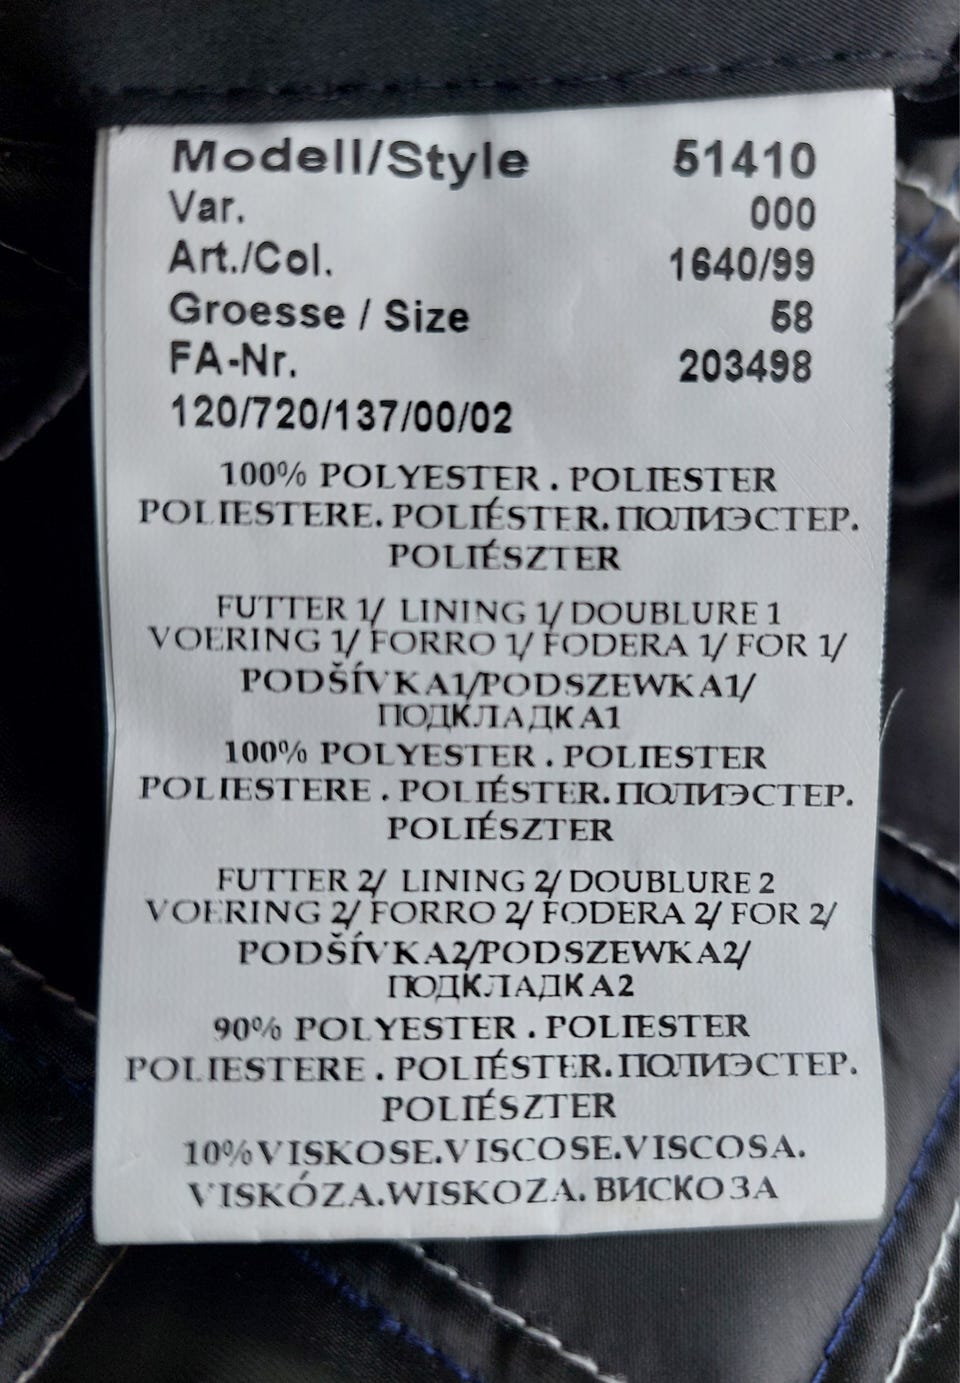 Modell/Style 51410
Var. 000
Art./Col. 1640/99
Groesse / Size 58
FA-Nr. 203498
120/720/137/00/02
100% POLYESTER . POLIESTER
POLIESTERE. POLIÉSTER. ПОЛИЭСТЕР.
POLIÉSZTER
FUTTER 1/ LINING 1/ DOUBLURE 1
VOERING 1/ FORRO 1/ FODERA 1/ FOR 1/
PODŠÍVKA1/PODSZEWKA1/
ПОДКЛАДКА1
100% POLYESTER . POLIESTER
POLIESTERE . POLIÉSTER. ПОЛИЭСТЕР.
POLIÉSZTER
FUTTER 2/ LINING 2/ DOUBLURE 2
VOERING 2/ FORRO 2/ FODERA 2/ FOR 2/
PODŠÍVKA2/PODSZEWKA2/
ПОДКЛАДКА2
90% POLYESTER . POLIESTER
POLIESTERE . POLIÉSTER. ПОЛИЭСТЕР.
POLIÉSZTER
10% VISKOSE.VISCOSE.VISCOSA.
VISKÓZA.WISKOZA. ВИСКОЗА